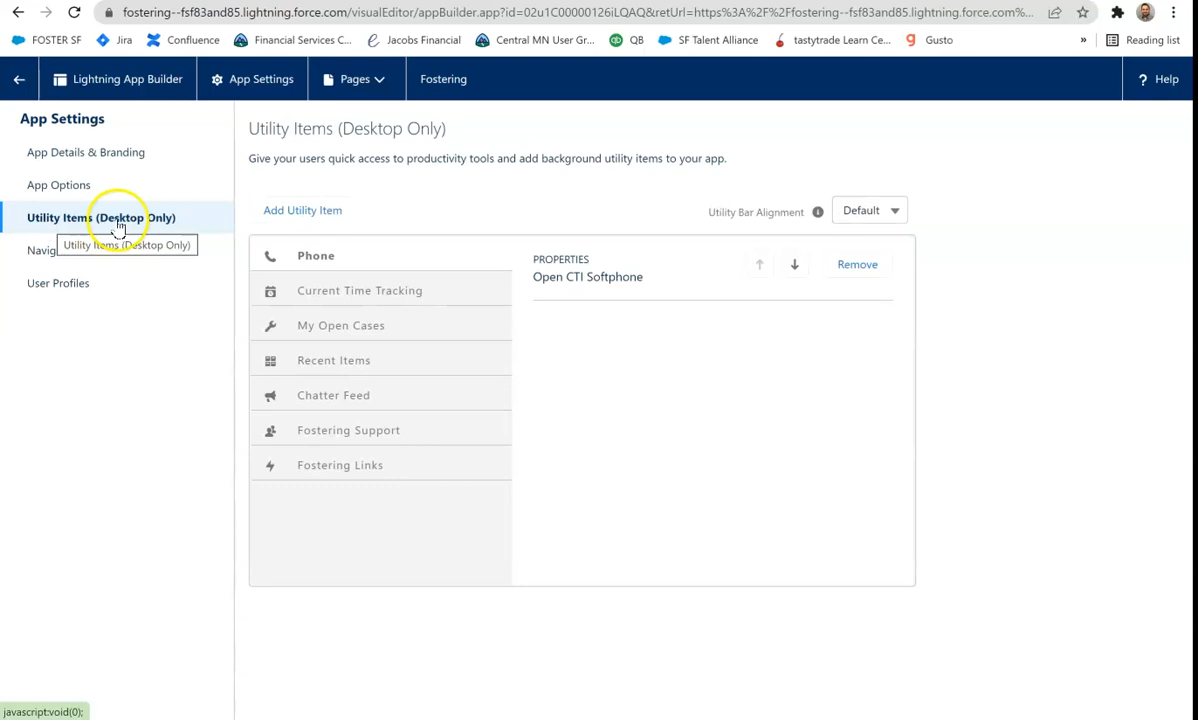 fostering--fsf83and85.lightning.force.com/visualEditor/appBuilder.app?id=02u1C00000126iLQAQ&retUrl=https%3A%2F%2Ffostering--fsf83and85.lightning.force.com%...
FOSTER SF Jira Confluence Financial Services C... Jacobs Financial Central MN User Gr... QB SF Talent Alliance tastytrade Learn Ce... Gusto » Reading list
Lightning App Builder App Settings Pages Fostering ? Help
App Settings
App Details & Branding
App Options
Utility Items (Desktop Only)
Utility Items (Desktop Only)
Navig
User Profiles
Utility Items (Desktop Only)
Give your users quick access to productivity tools and add background utility items to your app.
Add Utility Item
Utility Bar Alignment Default
Phone
Current Time Tracking
My Open Cases
Recent Items
Chatter Feed
Fostering Support
Fostering Links
PROPERTIES
Open CTI Softphone
Remove
javascript:void(0);